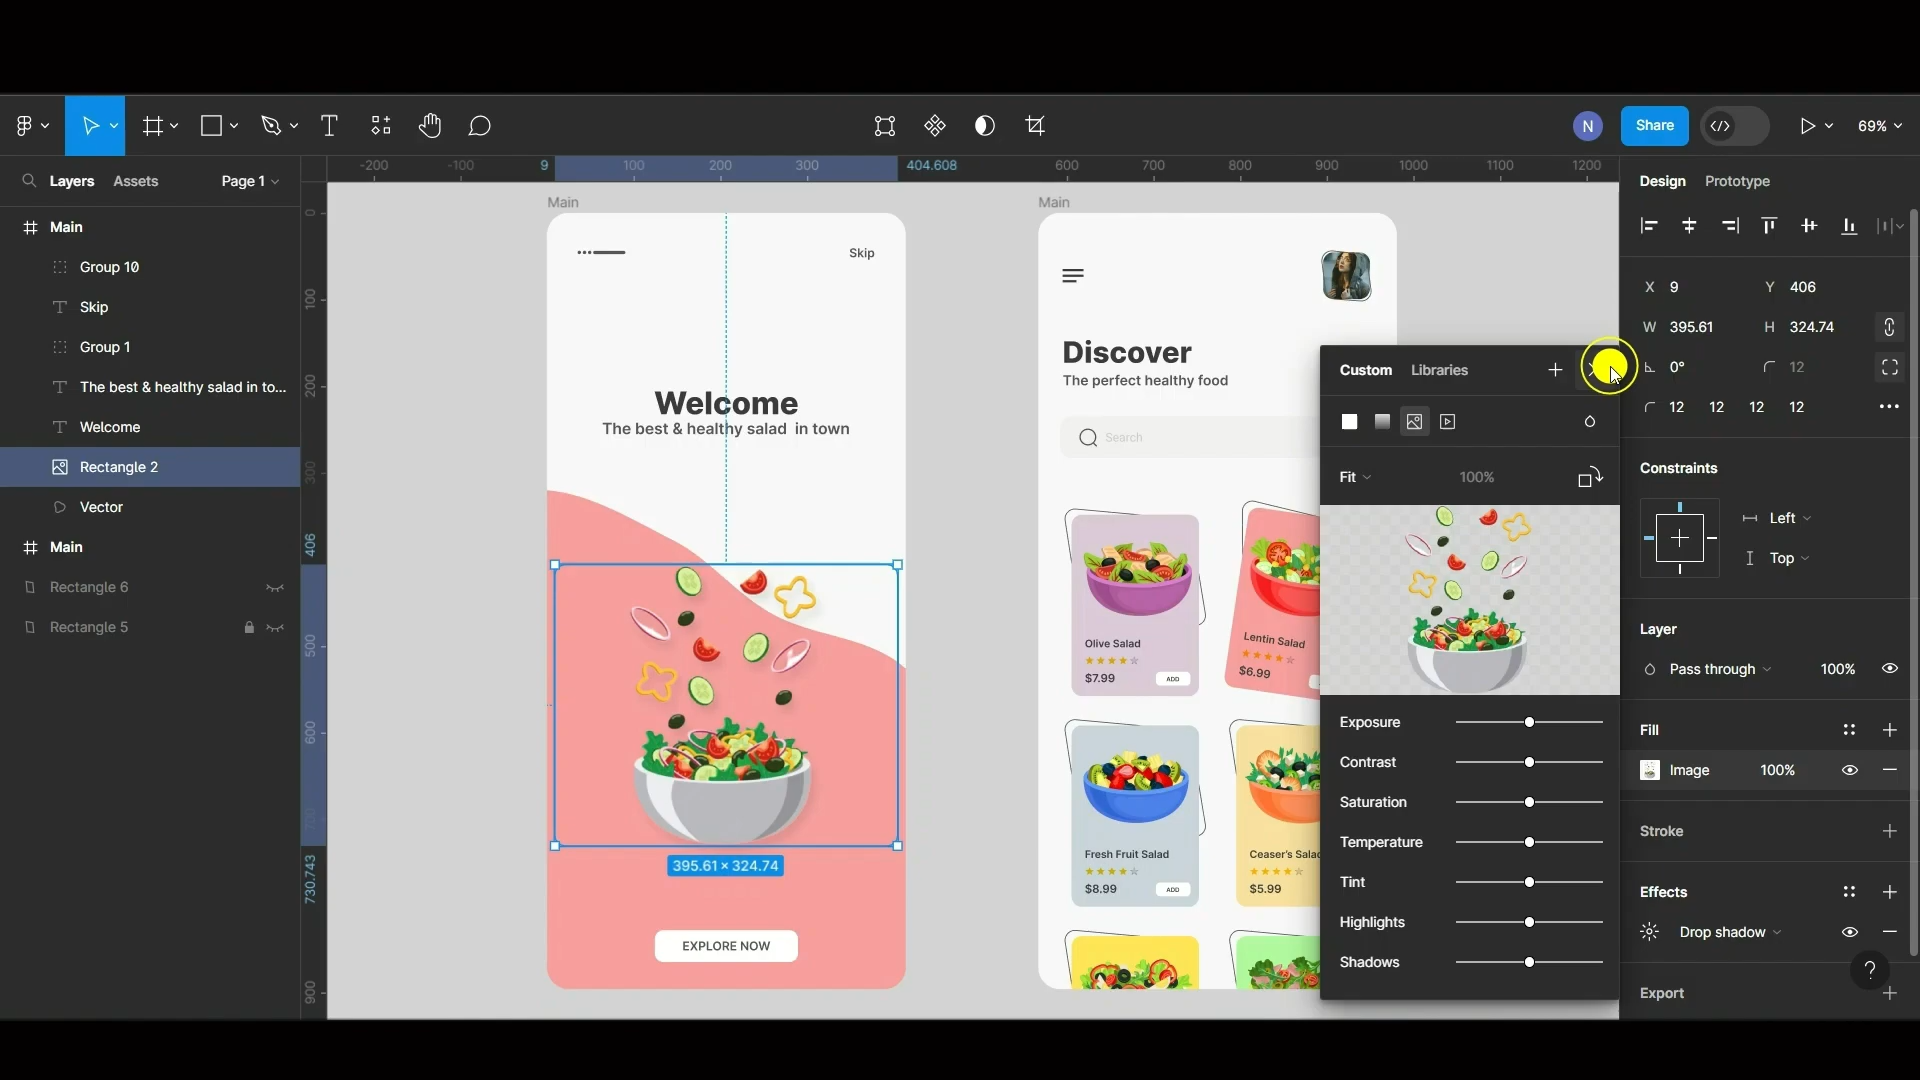 N
Share
69%
Layers
Assets
Page 1
Main
Group 10
Skip
Group 1
The best & healthy salad in to...
Welcome
Rectangle 2
Vector
Main
Rectangle 6
Rectangle 5
-200
-100
9
100
200
300
404.608
600
700
800
900
1000
1100
1200
0
100
200
300
406
500
600
700
730.743
900
Main
Skip
Welcome
The best & healthy salad in town
395.61 × 324.74
EXPLORE NOW
Main
Discover
The perfect healthy food
Search
Olive Salad
$7.99
ADD
Lentin Salad
$6.99
Fresh Fruit Salad
$8.99
ADD
Ceaser's Salad
$5.99
Custom
Libraries
Fit
100%
Exposure
Contrast
Saturation
Temperature
Tint
Highlights
Shadows
Design
Prototype
X 9
Y 406
W 395.61
H 324.74
0°
12
12 12 12 12
Constraints
Left
Top
Layer
Pass through
100%
Fill
Image
100%
Stroke
Effects
Drop shadow
?
Export